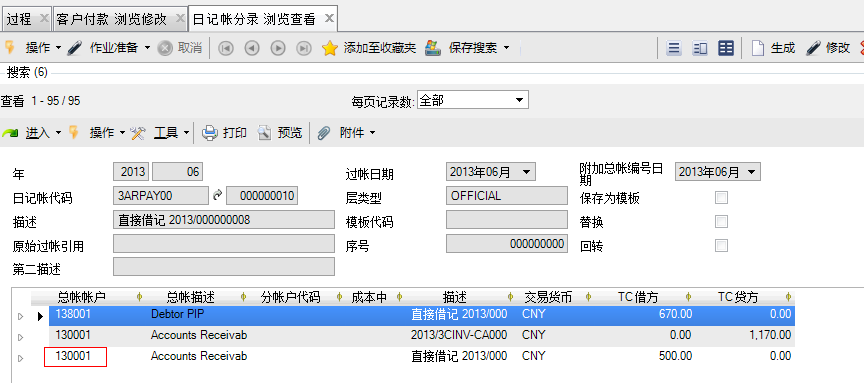 过程 客户付款 浏览修改 日记帐分录 浏览查看
操作 作业准备 取消 添加至收藏夹 保存搜索 生成 修改
搜索 (6)
查看 1 - 95 / 95 每页记录数: 全部
进入 操作 工具 打印 预览 附件
年 2013 06 过帐日期 2013年06月 附加总帐编号日期 2013年06月
日记帐代码 3ARPAY00 000000010 层类型 OFFICIAL 保存为模板
描述 直接借记 2013/000000008 模板代码 替换
原始过帐引用 序号 000000000 回转
第二描述
总帐帐户 总帐描述 分帐户代码 成本中 描述 交易货币 TC 借方 TC 贷方
138001 Debtor PIP 直接借记 2013/000 CNY 670.00 0.00
130001 Accounts Receivab 2013/3CINV-CA000 CNY 0.00 1,170.00
130001 Accounts Receivab 直接借记 2013/000 CNY 500.00 0.00